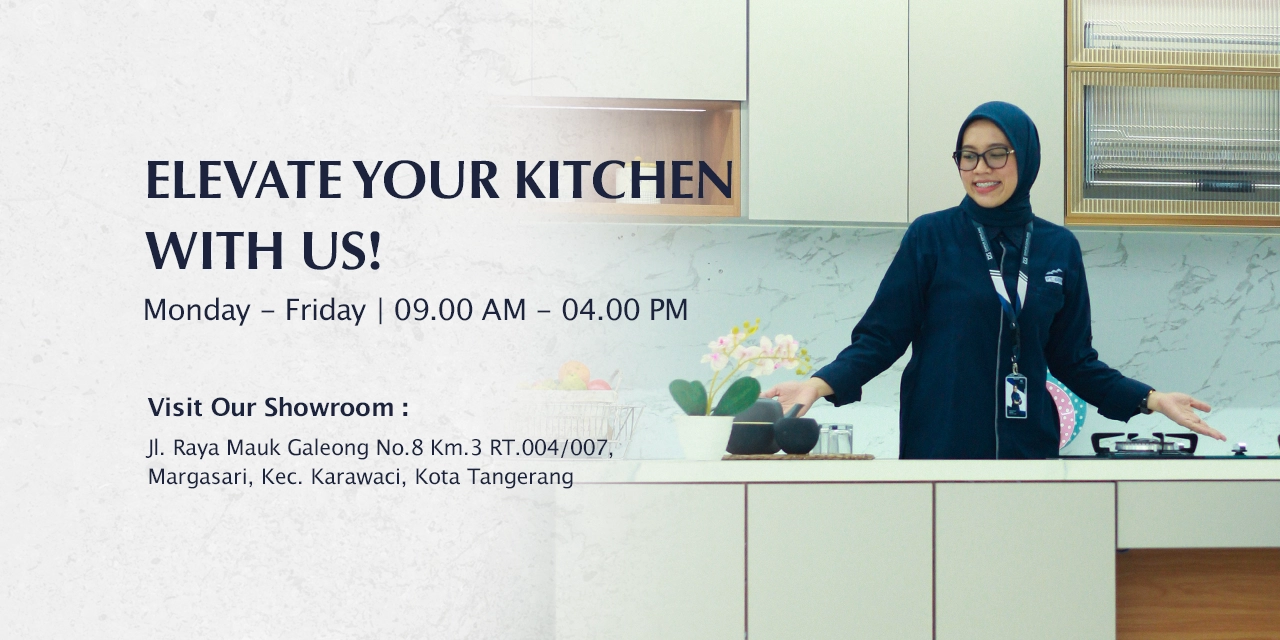 ELEVATE YOUR KITCHEN
WITH US!
Monday – Friday | 09.00 AM – 04.00 PM
Visit Our Showroom :
Jl. Raya Mauk Galeong No.8 Km.3 RT.004/007,
Margasari, Kec. Karawaci, Kota Tangerang